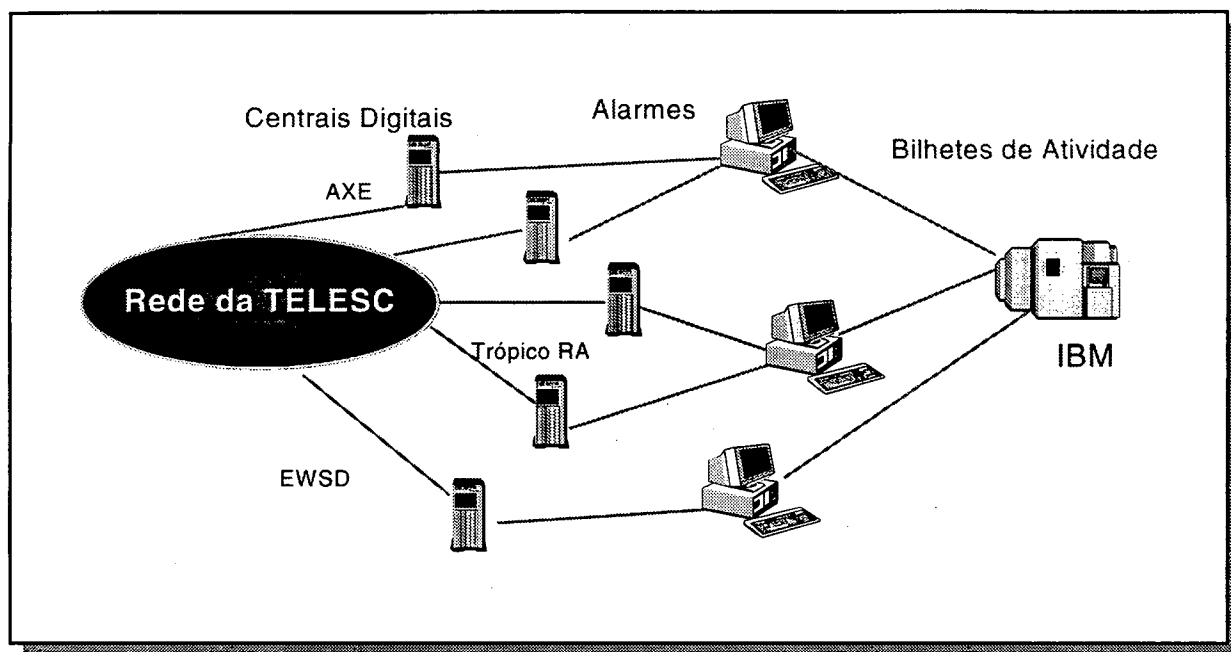 Centrais Digitais
Alarmes
Bilhetes de Atividade
AXE
Rede da TELESC
Trópico RA
IBM
EWSD